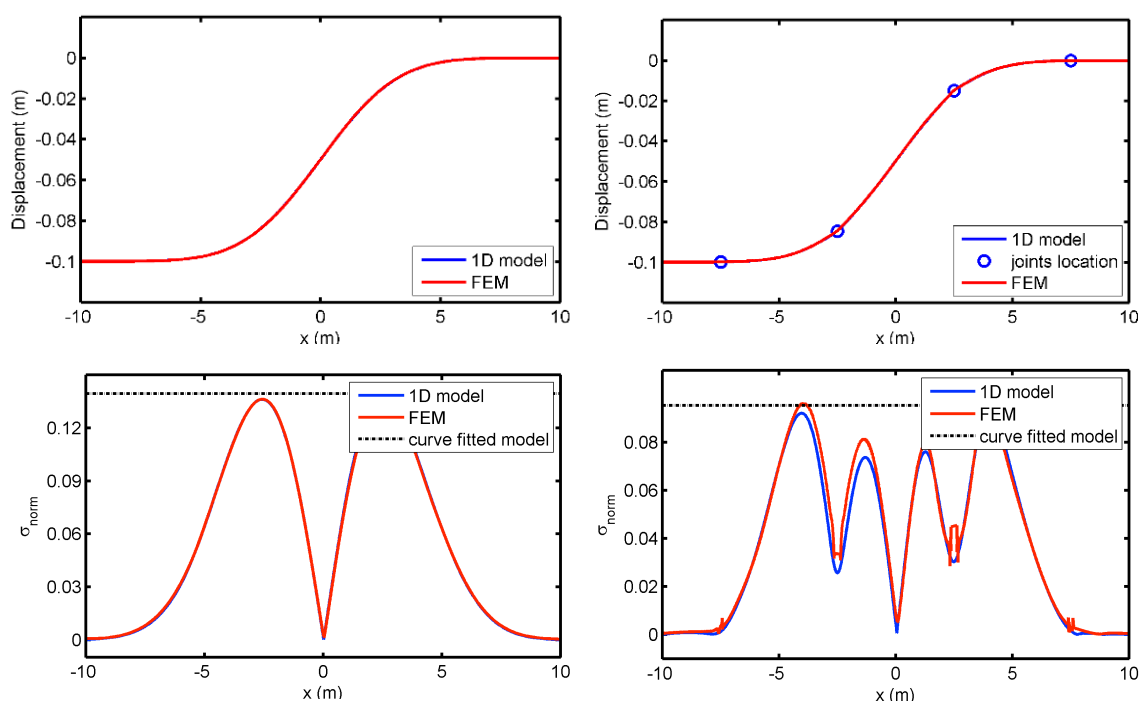 0
-0.02
-0.04
-0.06
-0.08
-0.1
Displacement (m)
1D model
FEM
-10
-5
0
5
10
x (m)
0
-0.02
-0.04
-0.06
-0.08
-0.1
Displacement (m)
1D model
joints location
FEM
-10
-5
0
5
10
x (m)
0.12
0.09
0.06
0.03
0
σnorm
1D model
FEM
curve fitted model
-10
-5
0
5
10
x (m)
0.08
0.06
0.04
0.02
0
σnorm
1D model
FEM
curve fitted model
-10
-5
0
5
10
x (m)